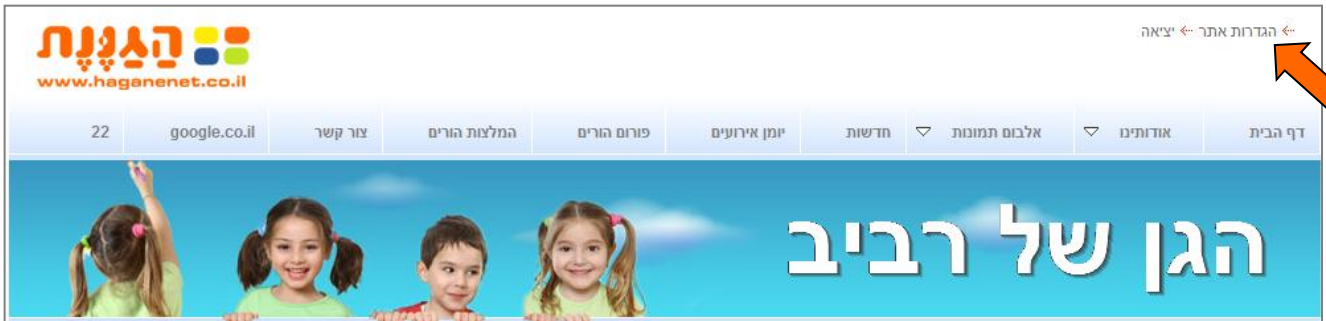 הגדרות אתר יציאה
הַגַּנֶּנֶת
www.haganenet.co.il
דף הבית אודותינו אלבום תמונות חדשות יומן אירועים פורום הורים המלצות הורים צור קשר google.co.il 22
הגן של רביב